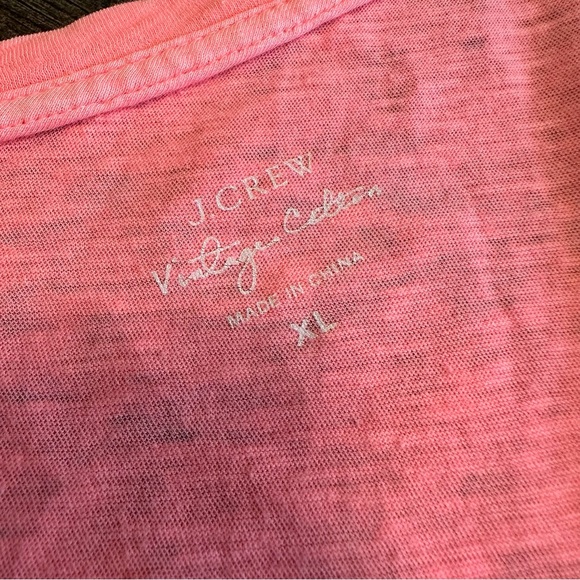 J.CREW
Vintage Cotton
MADE IN CHINA
XL